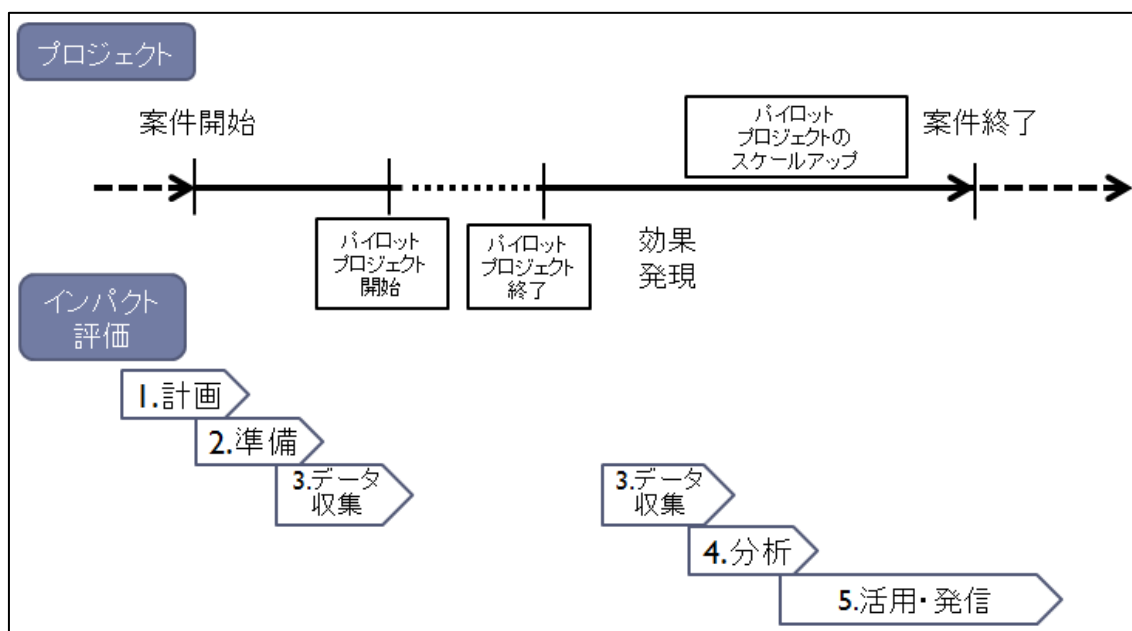 プロジェクト
案件開始
パイロット
プロジェクトの
スケールアップ
案件終了
パイロット
プロジェクト
開始
パイロット
プロジェクト
終了
効果
発現
インパクト
評価
1.計画
2.準備
3.データ
収集
3.データ
収集
4.分析
5.活用・発信